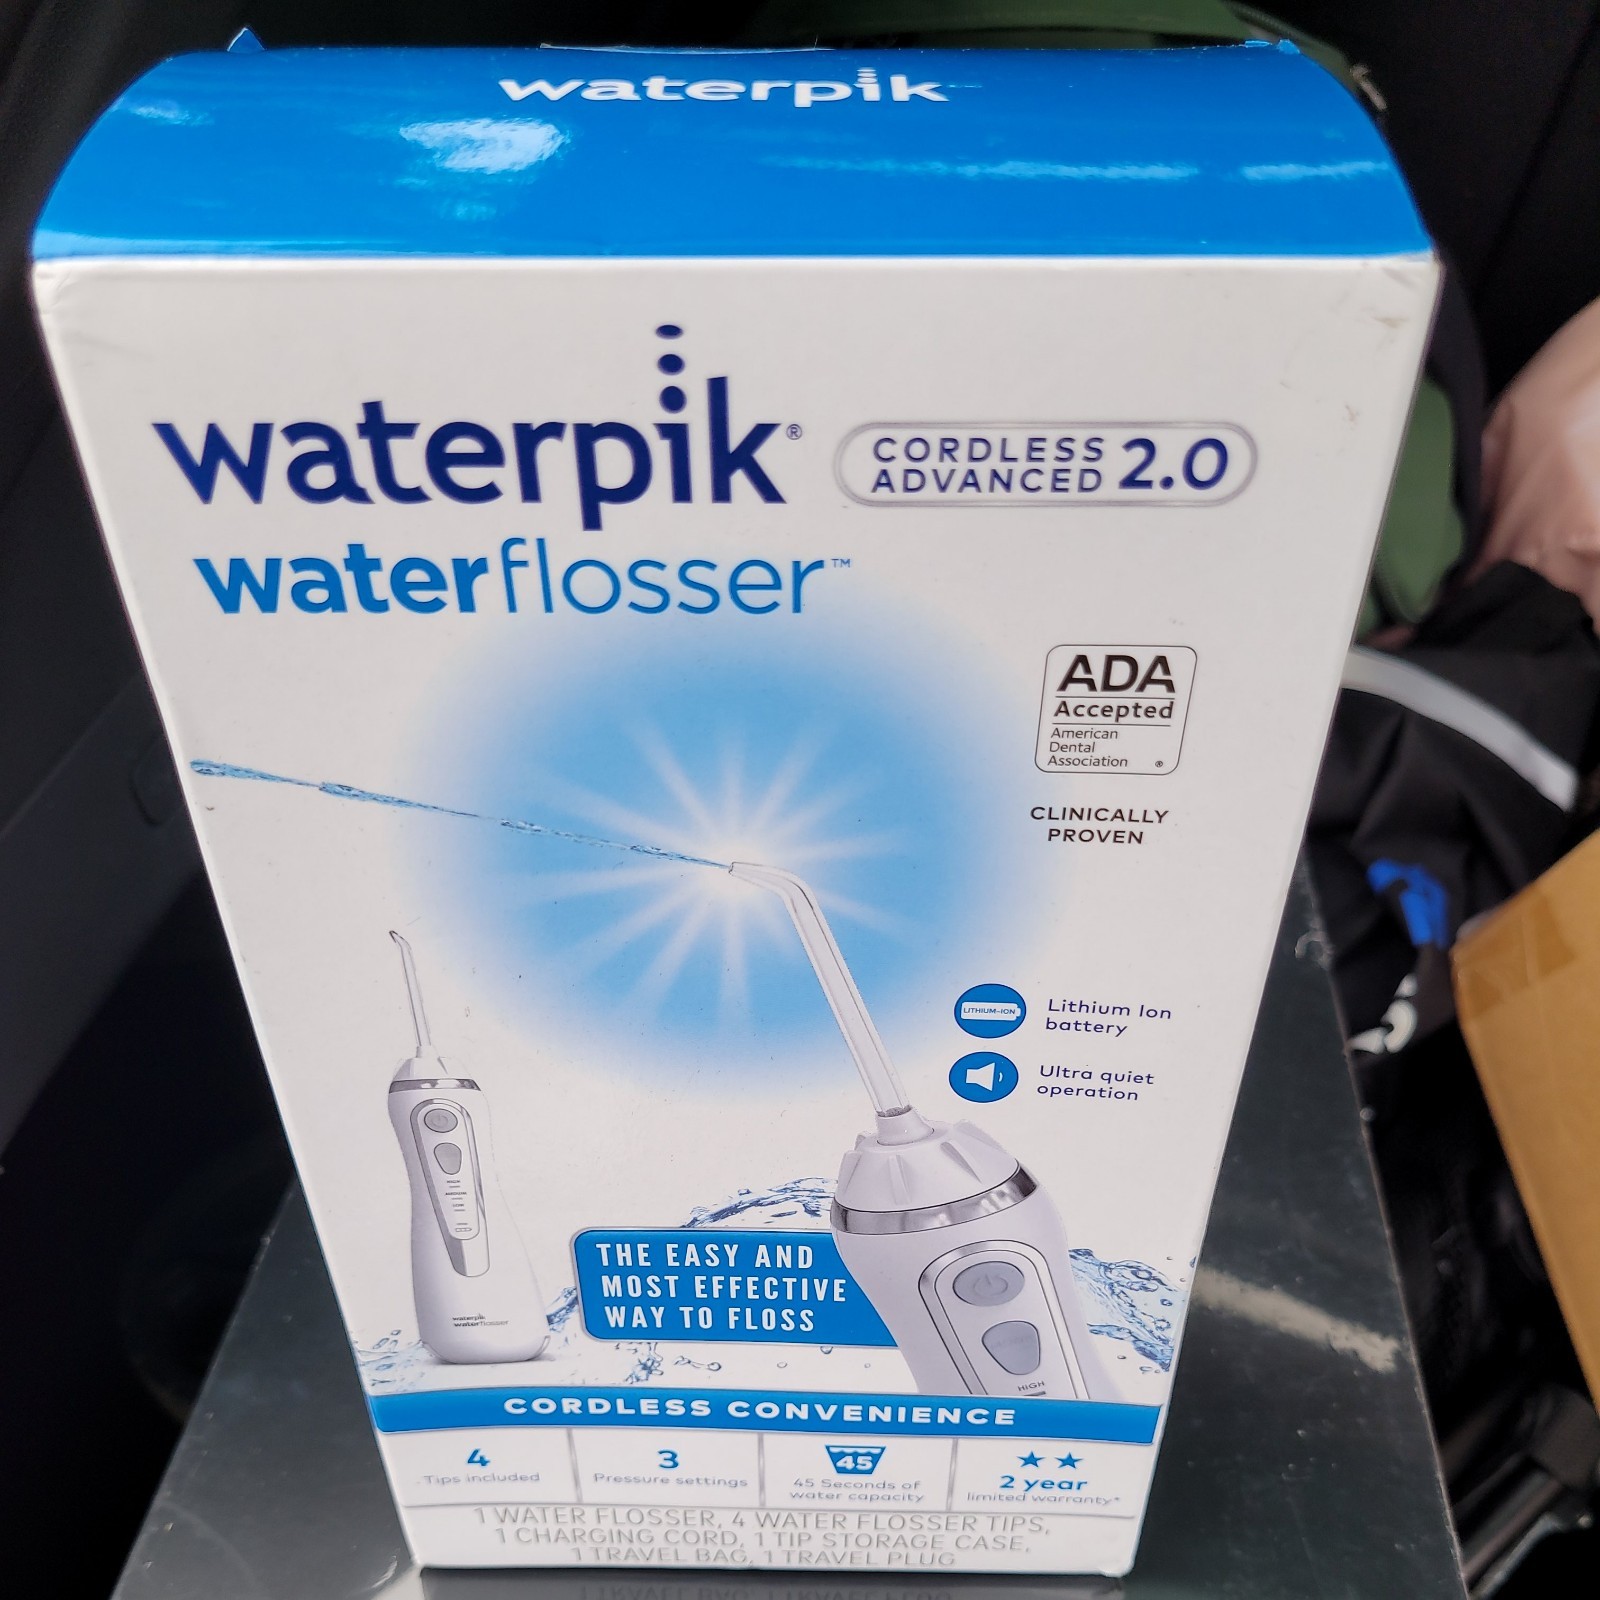 waterpik
waterpik®
CORDLESS
ADVANCED 2.0
waterflosser™
ADA
Accepted
American
Dental
Association ®
CLINICALLY
PROVEN
LITHIUM-ION
Lithium Ion
battery
Ultra quiet
operation
HIGH
MEDIUM
LOW
waterpik
waterflosser
THE EASY AND
MOST EFFECTIVE
WAY TO FLOSS
HIGH
CORDLESS CONVENIENCE
4
Tips included
3
Pressure settings
45
45 Seconds of
water capacity
2 year
limited warranty*
1 WATER FLOSSER, 4 WATER FLOSSER TIPS,
1 CHARGING CORD, 1 TIP STORAGE CASE,
1 TRAVEL BAG, 1 TRAVEL PLUG